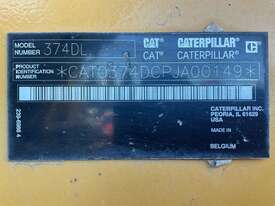 MODEL NUMBER 374DL
CAT® CATERPILLAR®
CAT® CATERPILLAR®
PRODUCT IDENTIFICATION NUMBER *CAT0374DCPJA00149*
CATERPILLAR INC.
PEORIA, IL 61629
USA
MADE IN
BELGIUM